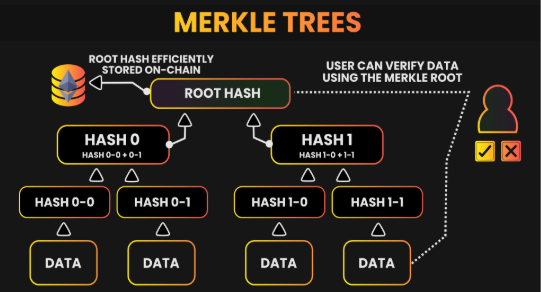 MERKLE TREES
ROOT HASH EFFICIENTLY
STORED ON-CHAIN
USER CAN VERIFY DATA
USING THE MERKLE ROOT
ROOT HASH
HASH 0
HASH 0-0 + 0-1
HASH 1
HASH 1-0 + 1-1
HASH 0-0
HASH 0-1
HASH 1-0
HASH 1-1
DATA
DATA
DATA
DATA